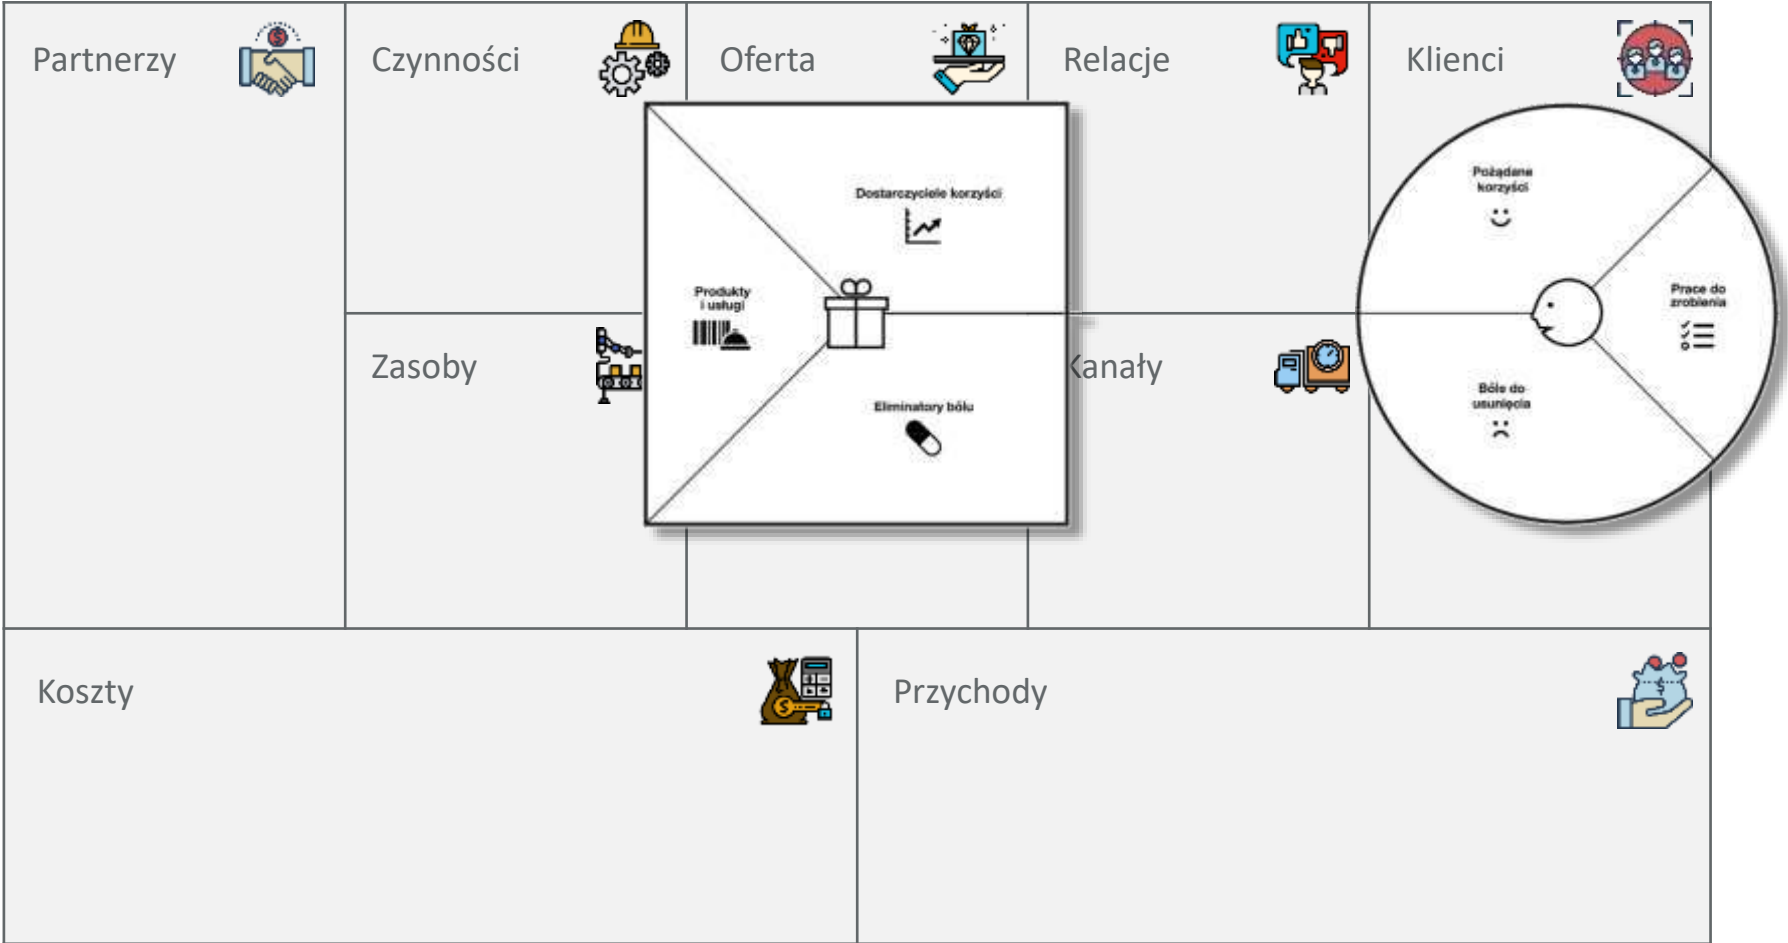 Partnerzy
Czynności
Oferta
Relacje
Klienci
Dostarczyciele korzyści
Produkty
i usługi
Eliminatory bólu
Pożądane
korzyści
Prace do
zrobienia
Bóle do
usunięcia
Zasoby
Kanały
Koszty
Przychody